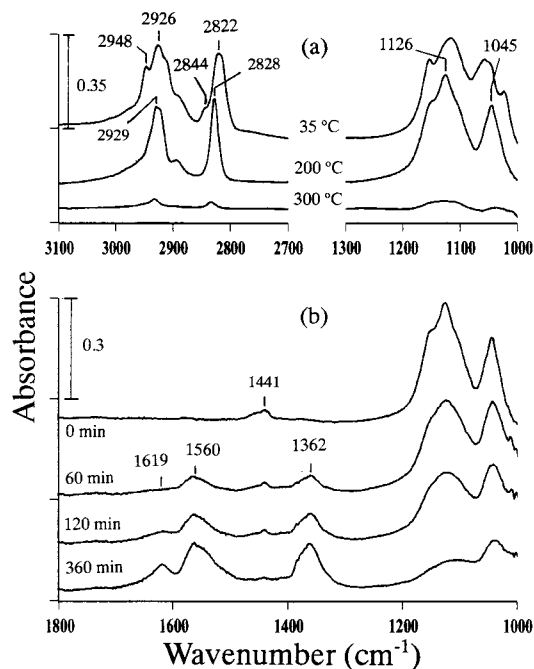 2926
2822
(a)
1126
2948
2844
2828
1045
0.35
2929
35 °C
200 °C
300 °C
3100 3000 2900 2800 2700 1300 1200 1100 1000
(b)
0.3
1441
0 min
1619
1560
1362
60 min
120 min
360 min
1800 1600 1400 1200 1000
Absorbance
Wavenumber (cm⁻¹)